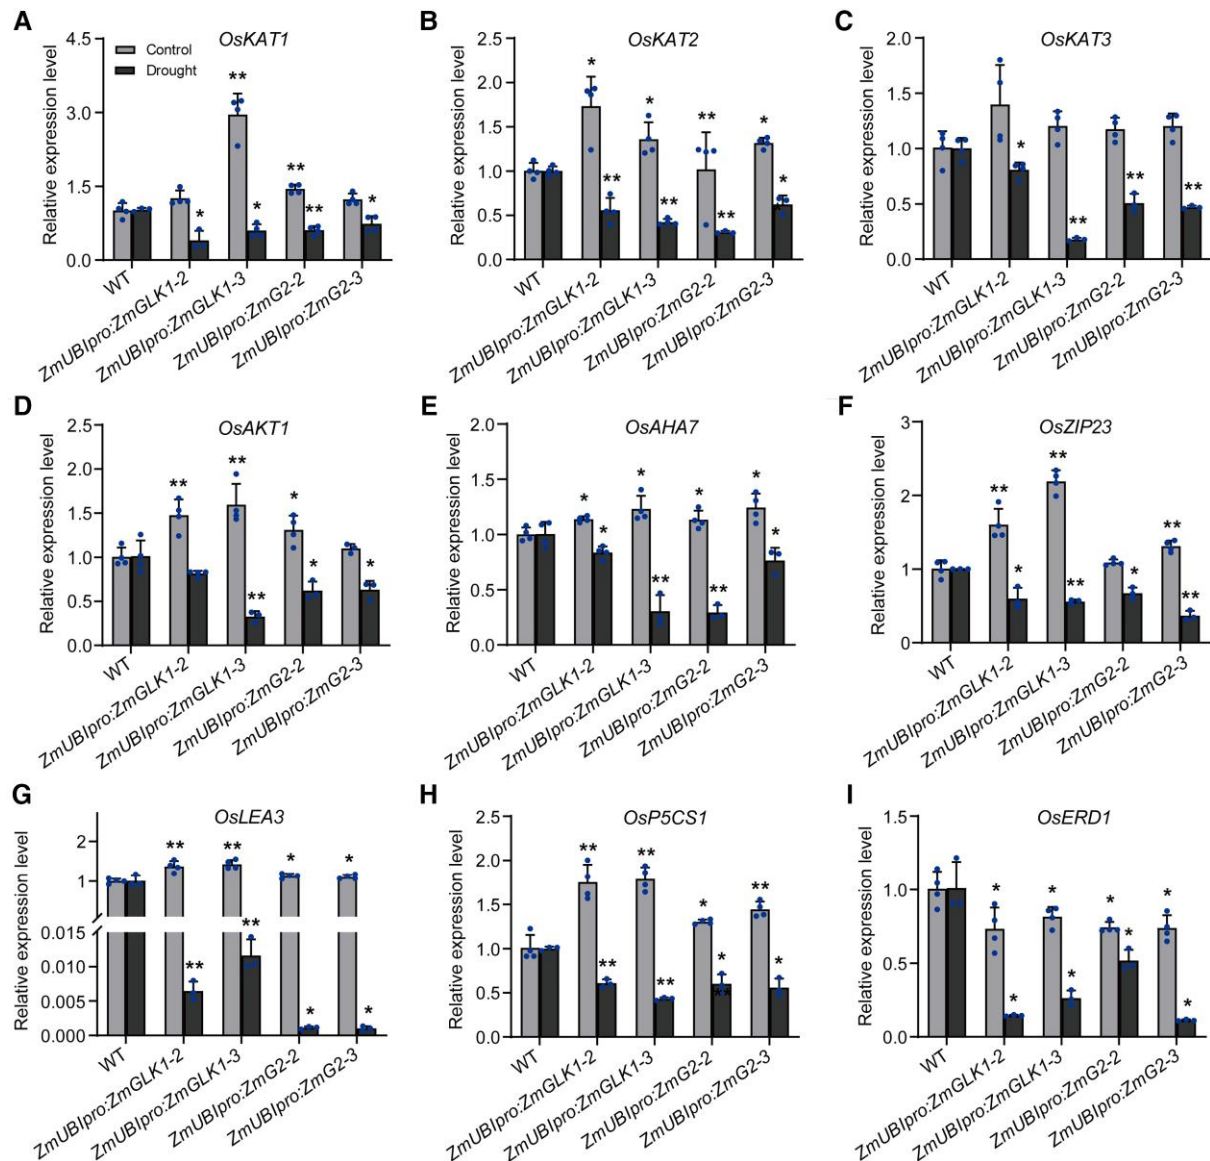 A
OsKAT1
Relative expression level
4.5
3.0
1.5
0.0
Control
Drought
**
*
*
**
**
*
WT
ZmUBIpro:ZmGLK1-2
ZmUBIpro:ZmGLK1-3
ZmUBIpro:ZmG2-2
ZmUBIpro:ZmG2-3
B
OsKAT2
Relative expression level
2.5
2.0
1.5
1.0
0.5
0.0
*
**
*
**
**
**
*
*
WT
ZmUBIpro:ZmGLK1-2
ZmUBIpro:ZmGLK1-3
ZmUBIpro:ZmG2-2
ZmUBIpro:ZmG2-3
C
OsKAT3
Relative expression level
2.0
1.5
1.0
0.5
0.0
*
**
**
**
WT
ZmUBIpro:ZmGLK1-2
ZmUBIpro:ZmGLK1-3
ZmUBIpro:ZmG2-2
ZmUBIpro:ZmG2-3
D
OsAKT1
Relative expression level
2.5
2.0
1.5
1.0
0.5
0.0
**
**
**
*
*
*
WT
ZmUBIpro:ZmGLK1-2
ZmUBIpro:ZmGLK1-3
ZmUBIpro:ZmG2-2
ZmUBIpro:ZmG2-3
E
OsAHA7
Relative expression level
2.0
1.5
1.0
0.5
0.0
*
*
*
**
*
**
*
*
WT
ZmUBIpro:ZmGLK1-2
ZmUBIpro:ZmGLK1-3
ZmUBIpro:ZmG2-2
ZmUBIpro:ZmG2-3
F
OsZIP23
Relative expression level
3
2
1
0
**
*
**
**
*
**
**
WT
ZmUBIpro:ZmGLK1-2
ZmUBIpro:ZmGLK1-3
ZmUBIpro:ZmG2-2
ZmUBIpro:ZmG2-3
G
OsLEA3
Relative expression level
2
1
0.015
0.010
0.005
0.000
**
**
**
**
*
*
*
*
WT
ZmUBIpro:ZmGLK1-2
ZmUBIpro:ZmGLK1-3
ZmUBIpro:ZmG2-2
ZmUBIpro:ZmG2-3
H
OsP5CS1
Relative expression level
2.5
2.0
1.5
1.0
0.5
0.0
**
**
**
**
*
*
**
**
*
WT
ZmUBIpro:ZmGLK1-2
ZmUBIpro:ZmGLK1-3
ZmUBIpro:ZmG2-2
ZmUBIpro:ZmG2-3
I
OsERD1
Relative expression level
1.5
1.0
0.5
0.0
*
*
*
*
*
*
*
*
WT
ZmUBIpro:ZmGLK1-2
ZmUBIpro:ZmGLK1-3
ZmUBIpro:ZmG2-2
ZmUBIpro:ZmG2-3